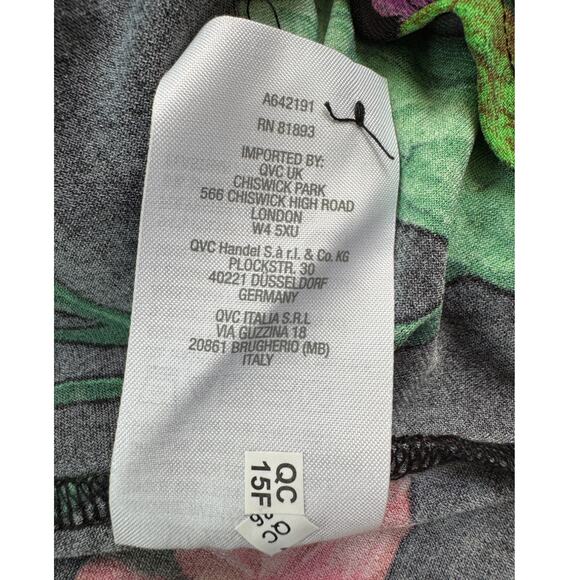 A642191
RN 81893
IMPORTED BY:
QVC UK
CHISWICK PARK
566 CHISWICK HIGH ROAD
LONDON
W4 5XU
QVC Handel S.à r.l. & Co. KG
PLOCKSTR. 30
40221 DÜSSELDORF
GERMANY
QVC ITALIA S.R.L
VIA GUZZINA 18
20861 BRUGHERIO (MB)
ITALY
QC
15F
QC